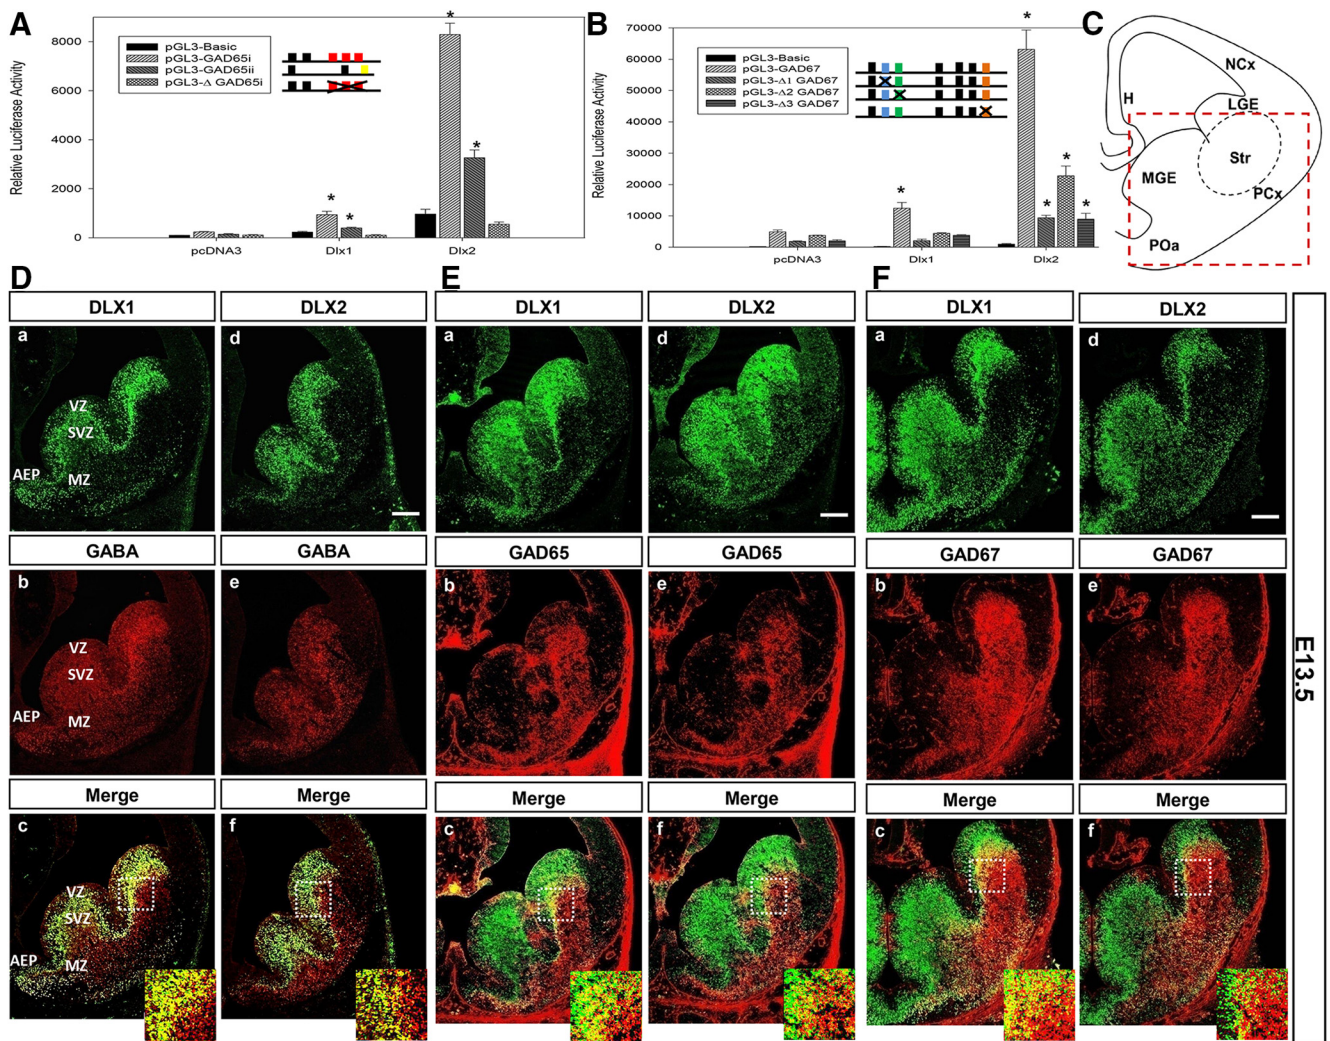 A
Relative Luciferase Activity
8000
6000
4000
2000
0
pGL3-Basic
pGL3-GAD65i
pGL3-GAD65ii
pGL3-Δ GAD65i
* * * *
pcDNA3 Dlx1 Dlx2
B
Relative Luciferase Activity
70000
60000
50000
40000
30000
20000
10000
0
pGL3-Basic
pGL3-GAD67
pGL3-Δ1 GAD67
pGL3-Δ2 GAD67
pGL3-Δ3 GAD67
* * * * *
pcDNA3 Dlx1 Dlx2
C
NCx
H
LGE
Str
MGE
PCx
POa
D
DLX1 DLX2
a d
VZ
SVZ
AEP
MZ
GABA GABA
b e
VZ
SVZ
AEP
MZ
Merge Merge
c f
VZ
SVZ
AEP
MZ
E
DLX1 DLX2
a d
GAD65 GAD65
b e
Merge Merge
c f
F
DLX1 DLX2
a d
GAD67 GAD67
b e
Merge Merge
c f
E13.5